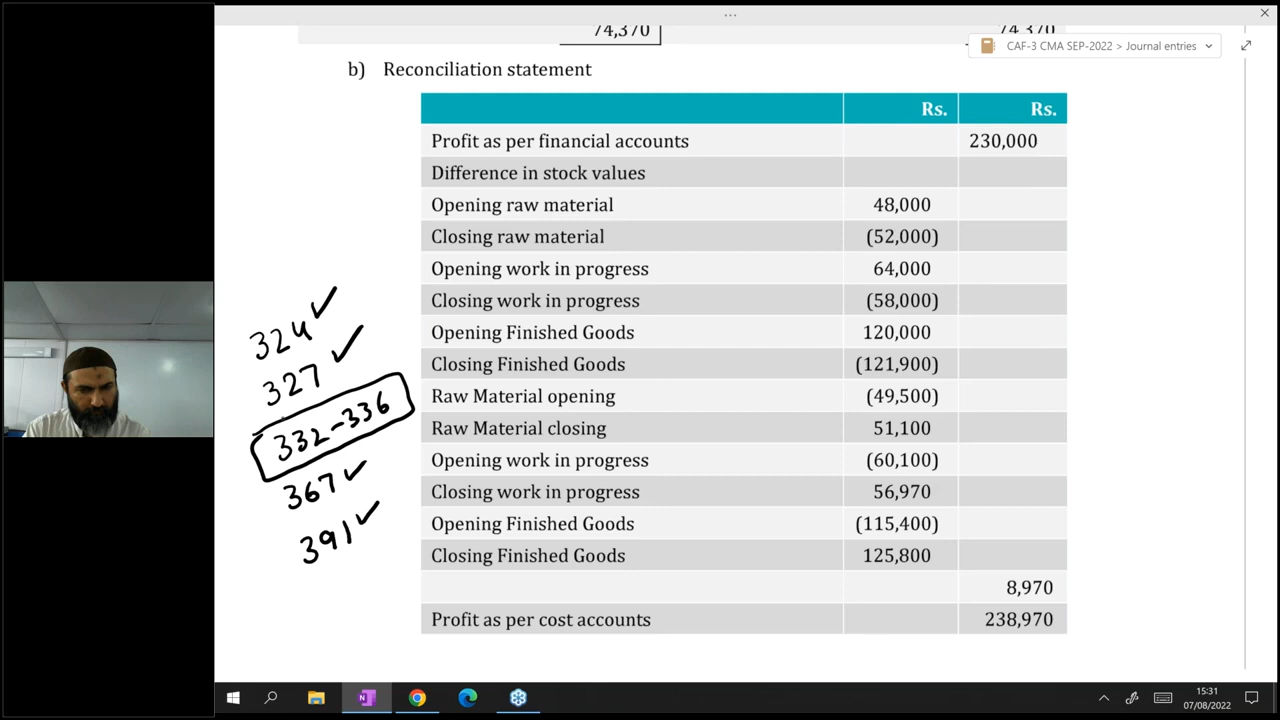 74,370 74,370
CAF-3 CMA SEP-2022 > Journal entries
b) Reconciliation statement
Rs. Rs.
Profit as per financial accounts 230,000
Difference in stock values
Opening raw material 48,000
Closing raw material (52,000)
Opening work in progress 64,000
Closing work in progress (58,000)
Opening Finished Goods 120,000
Closing Finished Goods (121,900)
Raw Material opening (49,500)
Raw Material closing 51,100
Opening work in progress (60,100)
Closing work in progress 56,970
Opening Finished Goods (115,400)
Closing Finished Goods 125,800
8,970
Profit as per cost accounts 238,970
324 ✓
327 ✓
332-336
367 ✓
391 ✓
15:31
07/08/2022